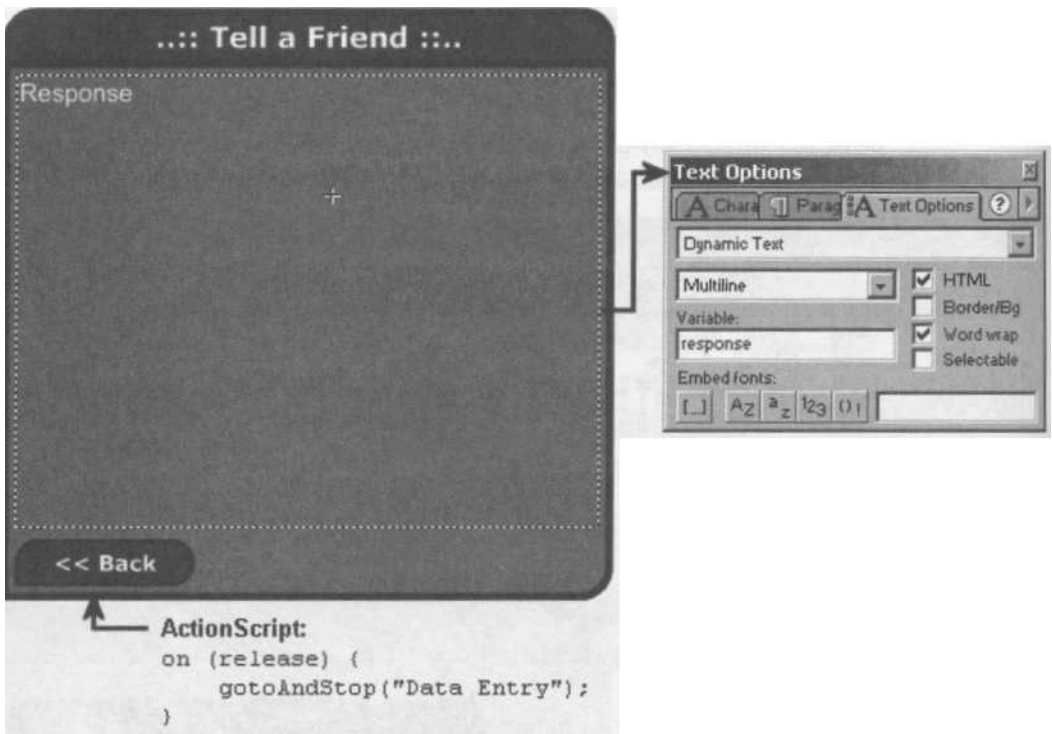 ..:: Tell a Friend ::..
Response
<< Back
ActionScript:
on (release) {
gotoAndStop("Data Entry");
}
Text Options
Chara Parag Text Options ?
Dynamic Text
Multiline
HTML
Border/Bg
Variable:
Word wrap
response
Selectable
Embed fonts:
[...] AZ az 123 ()!